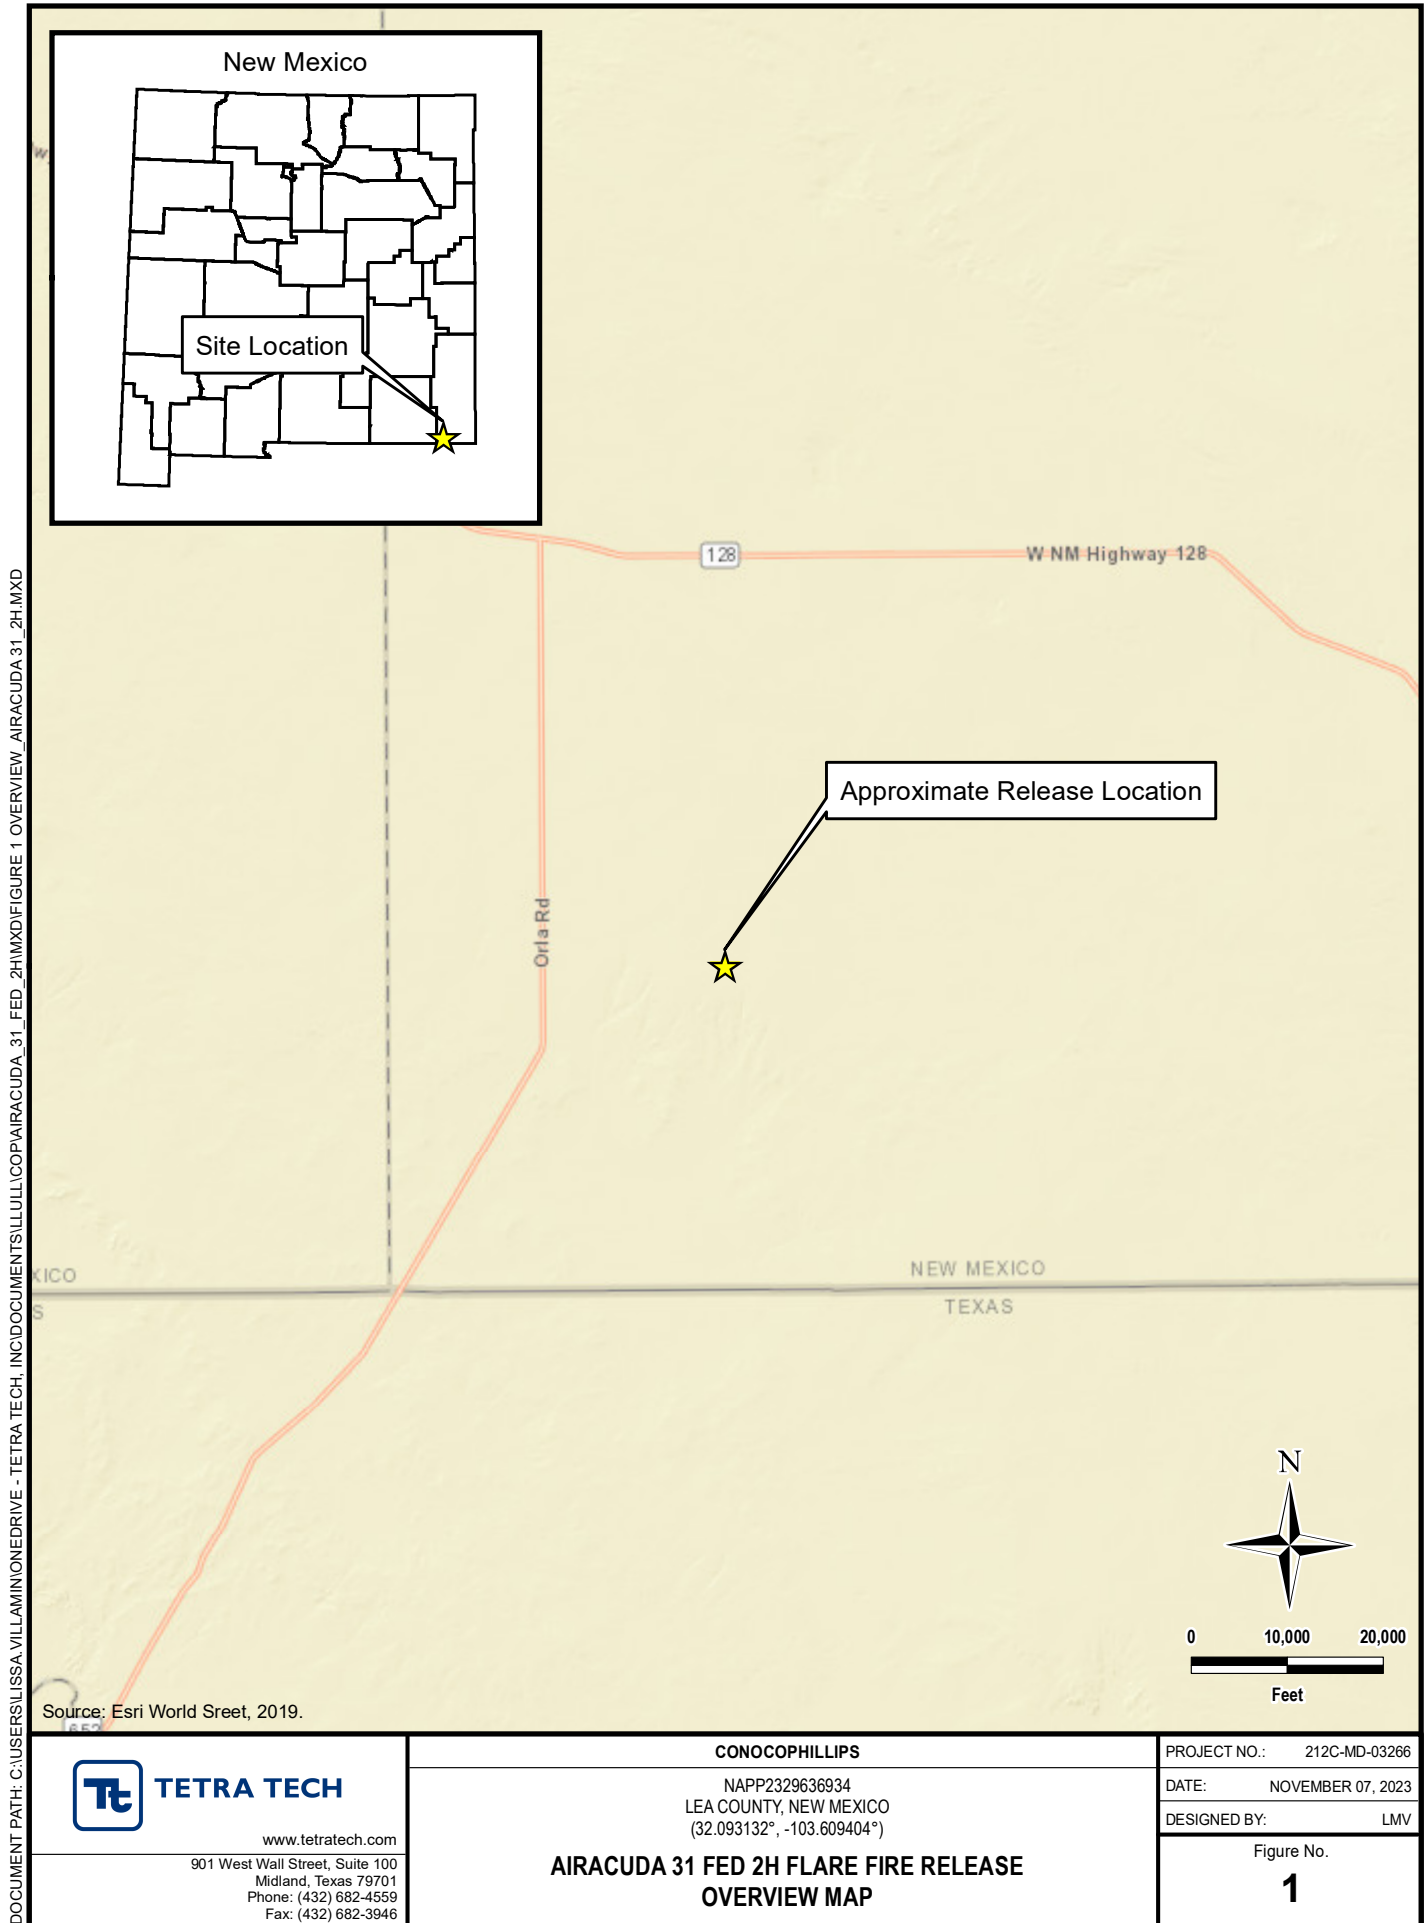 New Mexico
Site Location
128
W NM Highway 128
Approximate Release Location
Orla Rd
NEW MEXICO
XICO
TEXAS
S
N
0 10,000 20,000
Feet
Source: Esri World Sreet, 2019.
652
DOCUMENT PATH: C:\USERS\LISSA.VILLAMIN\ONEDRIVE - TETRA TECH, INC\DOCUMENTS\LLULL\COP\AIRACUDA_31_FED_2H\MXD\FIGURE 1 OVERVIEW_AIRACUDA 31_2H.MXD
Tt TETRA TECH
www.tetratech.com
901 West Wall Street, Suite 100
Midland, Texas 79701
Phone: (432) 682-4559
Fax: (432) 682-3946
CONOCOPHILLIPS
NAPP2329636934
LEA COUNTY, NEW MEXICO
(32.093132°, -103.609404°)
AIRACUDA 31 FED 2H FLARE FIRE RELEASE
OVERVIEW MAP
PROJECT NO.: 212C-MD-03266
DATE: NOVEMBER 07, 2023
DESIGNED BY: LMV
Figure No.
1